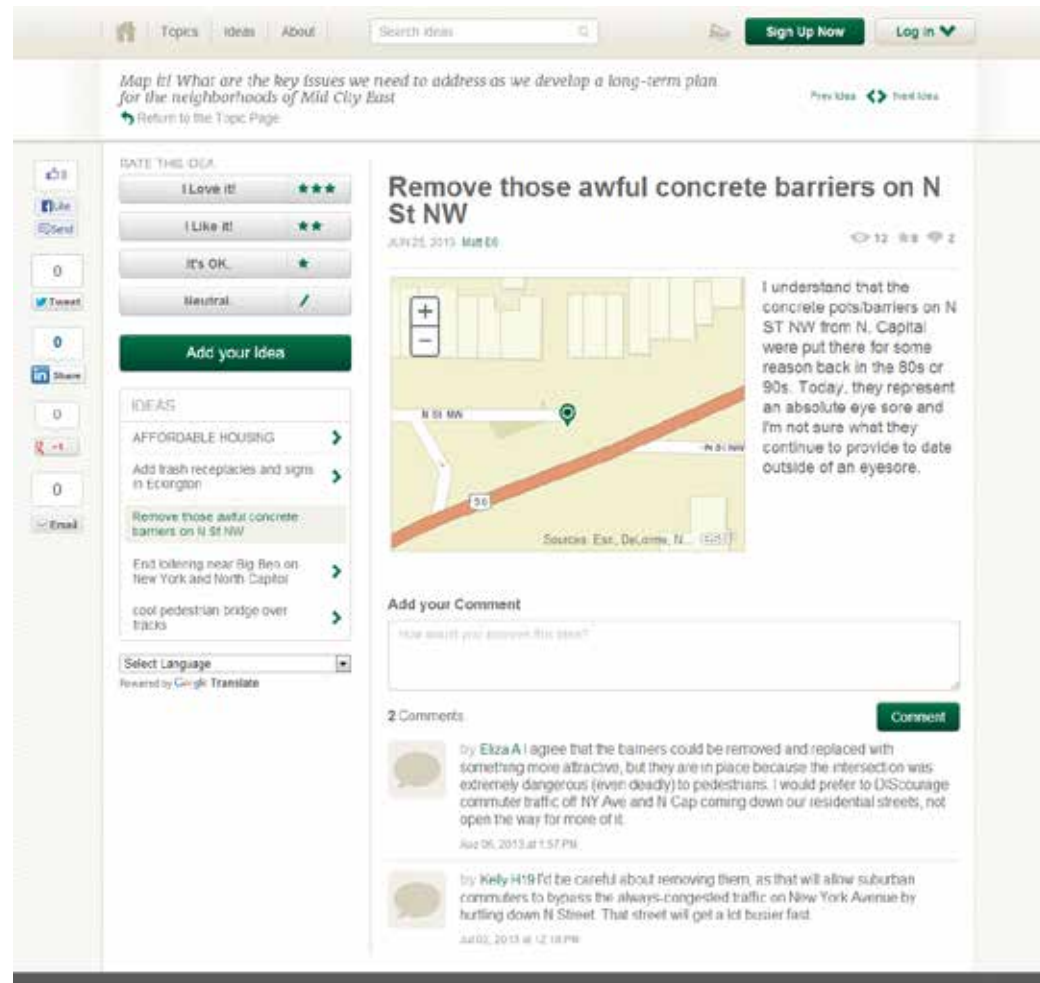 Topics Ideas About Search Ideas Sign Up Now Log in
Map it! What are the key issues we need to address as we develop a long-term plan
for the neighborhoods of Mid City East
Return to the Topic Page
Prev Idea Next Idea
Like
Send
0
Tweet
0
Share
0
+1
0
Email
RATE THIS IDEA
I Love it!
I Like it!
It's OK.
Neutral
Add your Idea
IDEAS
AFFORDABLE HOUSING
Add trash receptacles and signs
in Eckington
Remove those awful concrete
barriers on N St NW
End loitering near Big Ben on
New York and North Capitol
cool pedestrian bridge over
tracks
Select Language
Powered by Google Translate
Remove those awful concrete barriers on N
St NW
JUN 25, 2013 Matt E6
12 8 2
+
−
N St NW
N St NW
50
Sources: Esri, DeLorme, N...
I understand that the
concrete pots/barriers on N
ST NW from N. Capital
were put there for some
reason back in the 80s or
90s. Today, they represent
an absolute eye sore and
I'm not sure what they
continue to provide to date
outside of an eyesore.
Add your Comment
How would you improve this idea?
2 Comments
Comment
by Eliza A I agree that the barriers could be removed and replaced with
something more attractive, but they are in place because the intersection was
extremely dangerous (even deadly) to pedestrians. I would prefer to DIScourage
commuter traffic off NY Ave and N Cap coming down our residential streets, not
open the way for more of it.
Aug 06, 2013 at 1:57 PM
by Kelly H19 I'd be careful about removing them, as that will allow suburban
commuters to bypass the always-congested traffic on New York Avenue by
hurtling down N Street. That street will get a lot busier fast.
Jul 02, 2013 at 12:18 PM